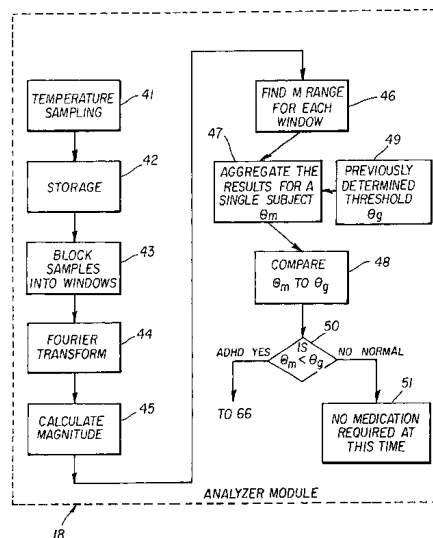 TEMPERATURE
SAMPLING
41
STORAGE
42
BLOCK
SAMPLES
INTO WINDOWS
43
FOURIER
TRANSFORM
44
CALCULATE
MAGNITUDE
45
FIND M RANGE
FOR EACH
WINDOW
46
47
AGGREGATE THE
RESULTS FOR A
SINGLE SUBJECT
Θm
49
PREVIOUSLY
DETERMINED
THRESHOLD
Θg
COMPARE
Θm TO Θg
48
50
IS
Θm < Θg
ADHD YES
NO NORMAL
TO 66
51
NO MEDICATION
REQUIRED AT
THIS TIME
ANALYZER MODULE
18